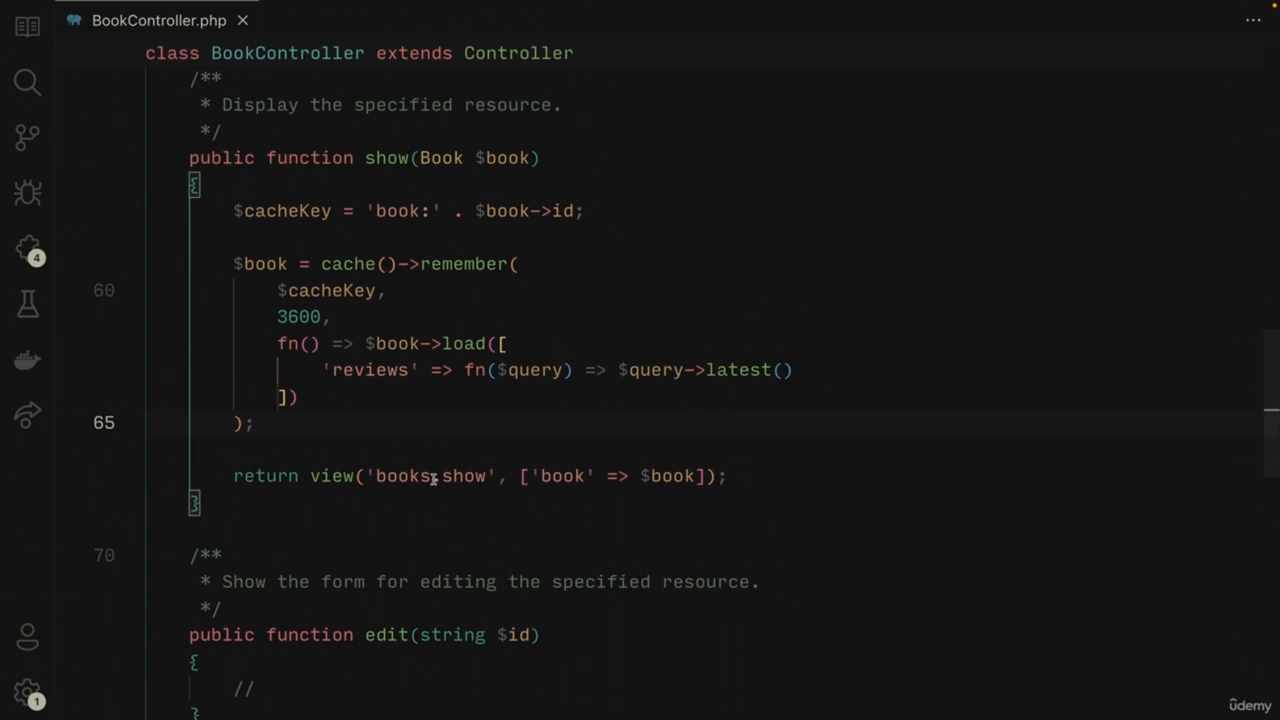 BookController.php
class BookController extends Controller
/**
* Display the specified resource.
*/
public function show(Book $book)
{
$cacheKey = 'book:' . $book->id;
$book = cache()->remember(
60 $cacheKey,
3600,
fn() => $book->load([
'reviews' => fn($query) => $query->latest()
])
65 );
return view('books.show', ['book' => $book]);
}
70 /**
* Show the form for editing the specified resource.
*/
public function edit(string $id)
{
//
}
4
1
ûdemy